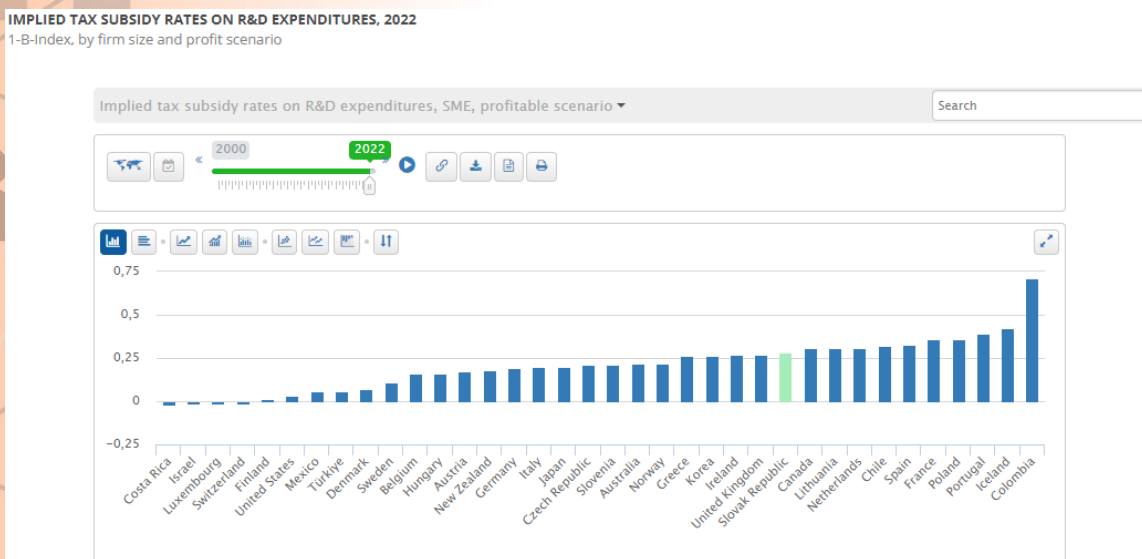 IMPLIED TAX SUBSIDY RATES ON R&D EXPENDITURES, 2022
1-B-Index, by firm size and profit scenario
Implied tax subsidy rates on R&D expenditures, SME, profitable scenario
Search
2000
2022
0,75
0,5
0,25
0
−0,25
Costa Rica
Israel
Luxembourg
Switzerland
Finland
United States
Mexico
Türkiye
Denmark
Sweden
Belgium
Hungary
Austria
New Zealand
Germany
Italy
Japan
Czech Republic
Slovenia
Australia
Norway
Greece
Korea
Ireland
United Kingdom
Slovak Republic
Canada
Lithuania
Netherlands
Chile
Spain
France
Poland
Portugal
Iceland
Colombia